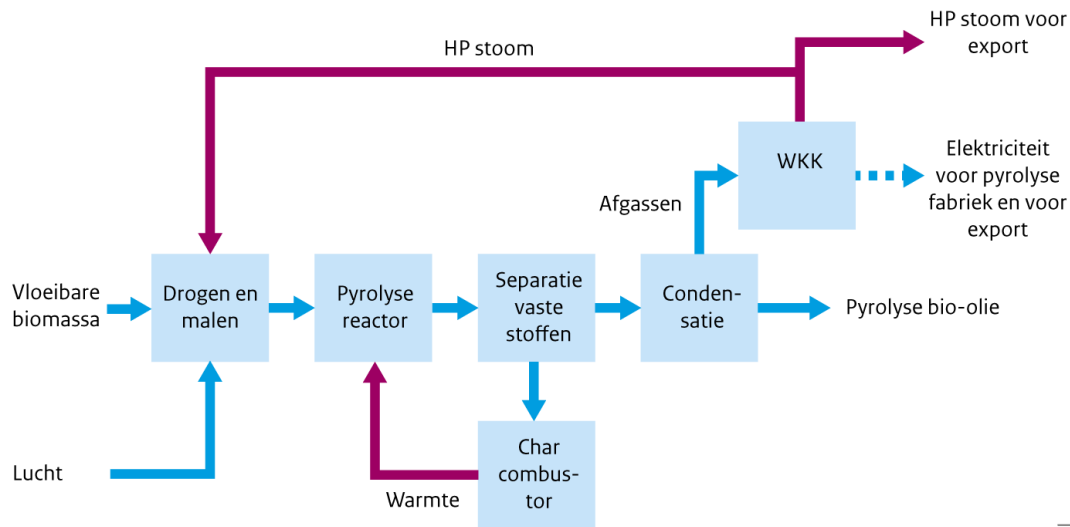 HP stoom voor
export
HP stoom
WKK
Elektriciteit
voor pyrolyse
fabriek en voor
export
Afgassen
Vloeibare
biomassa
Drogen en
malen
Pyrolyse
reactor
Separatie
vaste
stoffen
Conden-
satie
Pyrolyse bio-olie
Lucht
Warmte
Char
combus-
tor